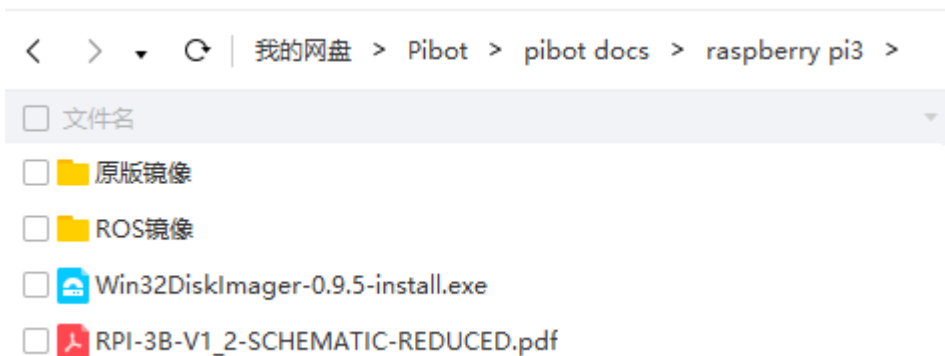 我的网盘 > Pibot > pibot docs > raspberry pi3 >
文件名
原版镜像
ROS镜像
Win32DiskImager-0.9.5-install.exe
RPI-3B-V1_2-SCHEMATIC-REDUCED.pdf